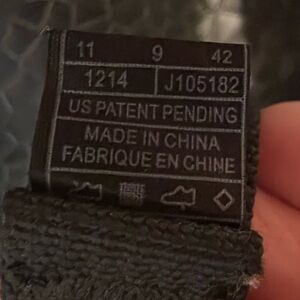 11 9 42
1214 J105182
US PATENT PENDING
MADE IN CHINA
FABRIQUE EN CHINE